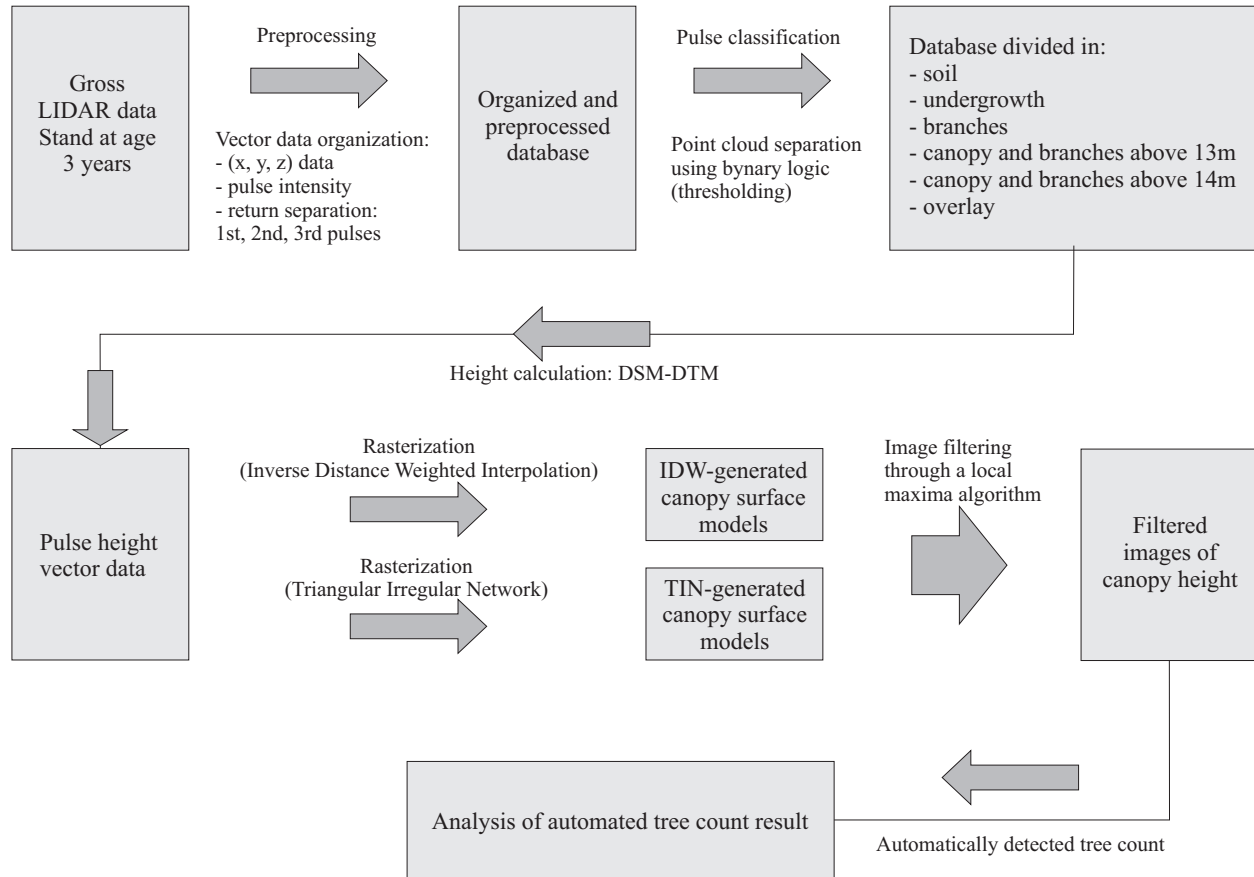 Gross
LIDAR data
Stand at age
3 years
Preprocessing
Vector data organization:
- (x, y, z) data
- pulse intensity
- return separation:
1st, 2nd, 3rd pulses
Organized and
preprocessed
database
Pulse classification
Point cloud separation
using bynary logic
(thresholding)
Database divided in:
- soil
- undergrowth
- branches
- canopy and branches above 13m
- canopy and branches above 14m
- overlay
Height calculation: DSM-DTM
Pulse height
vector data
Rasterization
(Inverse Distance Weighted Interpolation)
Rasterization
(Triangular Irregular Network)
IDW-generated
canopy surface
models
TIN-generated
canopy surface
models
Image filtering
through a local
maxima algorithm
Filtered
images of
canopy height
Automatically detected tree count
Analysis of automated tree count result